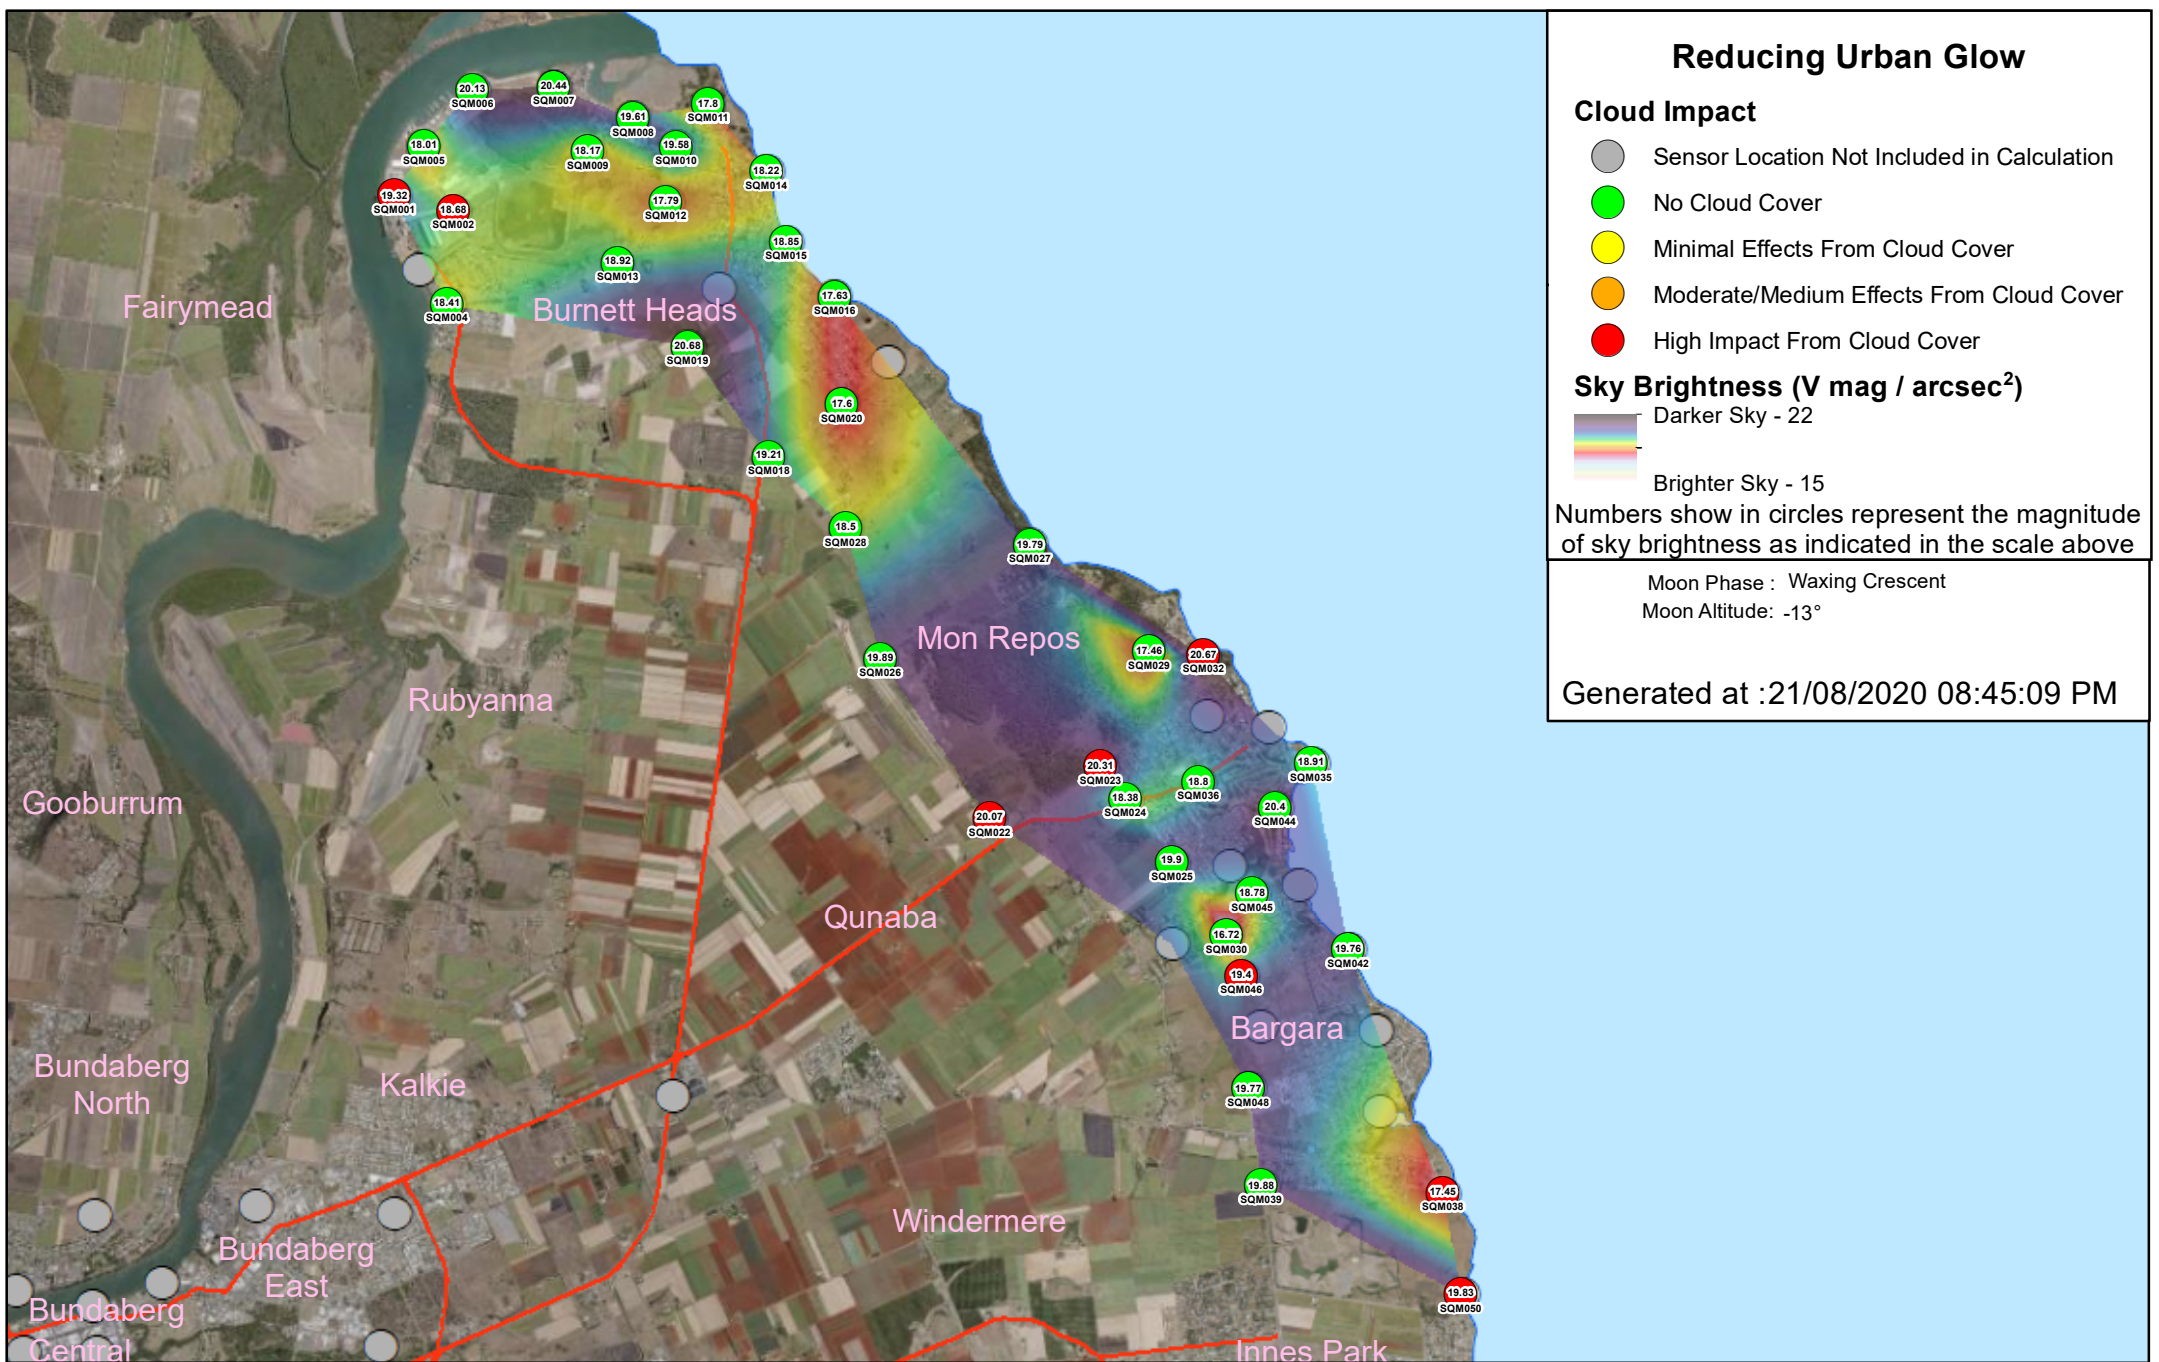 Reducing Urban Glow
Cloud Impact
Sensor Location Not Included in Calculation
No Cloud Cover
Minimal Effects From Cloud Cover
Moderate/Medium Effects From Cloud Cover
High Impact From Cloud Cover
Sky Brightness (V mag / arcsec²)
Darker Sky - 22
Brighter Sky - 15
Numbers show in circles represent the magnitude
of sky brightness as indicated in the scale above
Moon Phase : Waxing Crescent
Moon Altitude: -13°
Generated at :21/08/2020 08:45:09 PM
20.13
SQM006
20.44
SQM007
19.61
SQM008
17.8
SQM011
18.01
SQM005
18.17
SQM009
19.58
SQM010
18.22
SQM014
19.32
SQM001
18.68
SQM002
17.79
SQM012
18.85
SQM015
18.92
SQM013
18.41
SQM004
17.63
SQM016
Fairymead
Burnett Heads
20.68
SQM019
17.6
SQM020
19.21
SQM018
18.5
SQM028
19.79
SQM027
Mon Repos
19.89
SQM026
17.46
SQM029
20.67
SQM032
Rubyanna
20.31
SQM023
18.38
SQM024
18.8
SQM036
18.91
SQM035
Gooburrum
20.07
SQM022
20.4
SQM044
19.9
SQM025
18.78
SQM045
Qunaba
16.72
SQM030
19.76
SQM042
19.4
SQM046
Bargara
Bundaberg
North
Kalkie
19.77
SQM048
19.88
SQM039
17.45
SQM038
Windermere
Bundaberg
East
19.83
SQM050
Bundaberg
Central
Innes Park